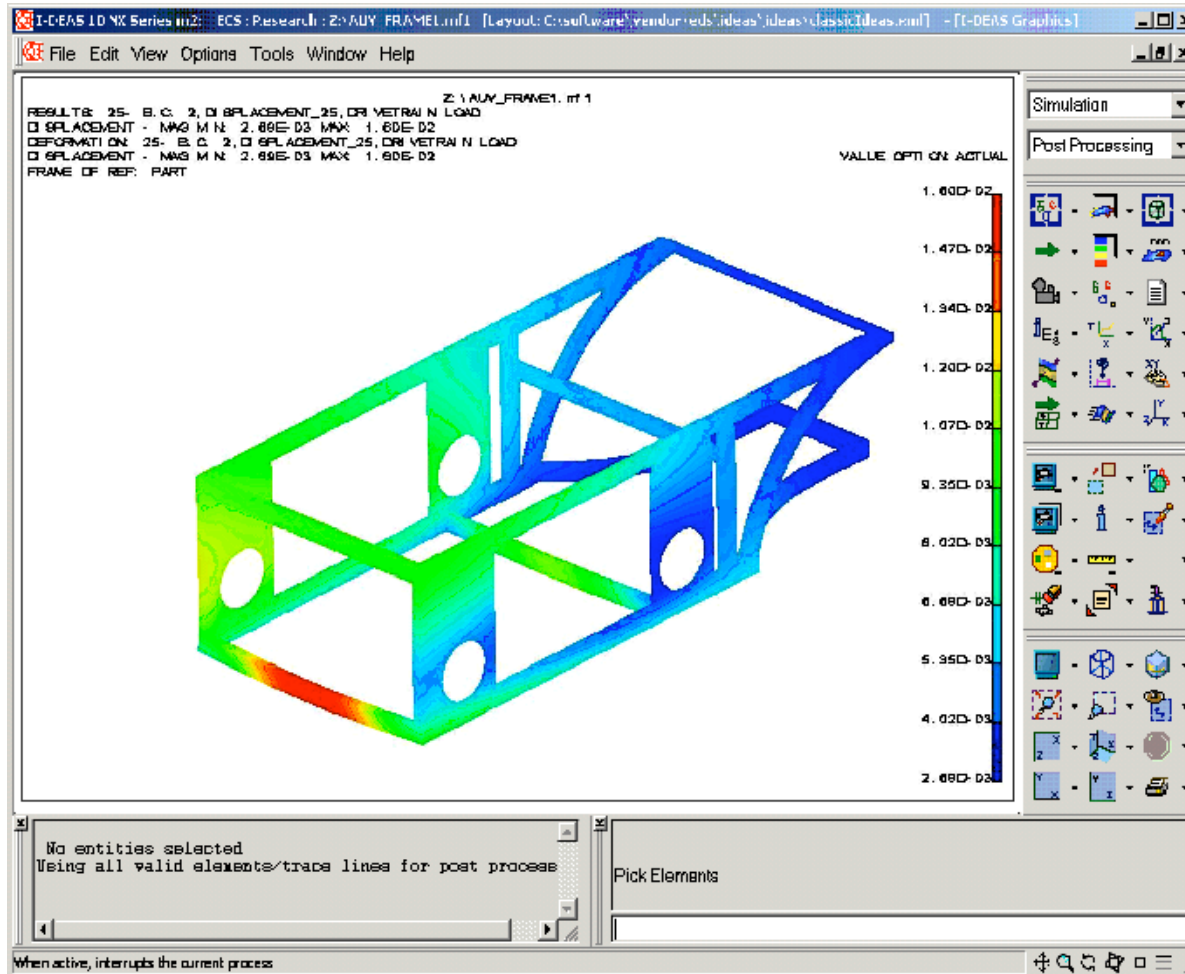 I-DEAS 10 NX Series m2: ECS : Research : Z:\AUV_FRAME1.mf1 [Layout: C:\software\vendor\eds\ideas\ideas\classicIdeas.xml] - [I-DEAS Graphics]
File Edit View Options Tools Window Help
Z:\AUV_FRAME1.mf1
RESULTS: 25- B.C. 2,DISPLACEMENT_25,DRIVETRAIN LOAD
DISPLACEMENT - MAG MIN: 2.68E-03 MAX: 1.60E-02
DEFORMATION: 25- B.C. 2,DISPLACEMENT_25,DRIVETRAIN LOAD
DISPLACEMENT - MAG MIN: 2.68E-03 MAX: 1.60E-02
FRAME OF REF: PART
VALUE OPTION: ACTUAL
1.60D-02
1.47D-02
1.34D-02
1.20D-02
1.07D-02
9.35D-03
8.02D-03
6.68D-03
5.35D-03
4.02D-03
2.68D-03
Simulation
Post Processing
No entities selected
Using all valid elements/trace lines for post process
Pick Elements
When active, interrupts the current process